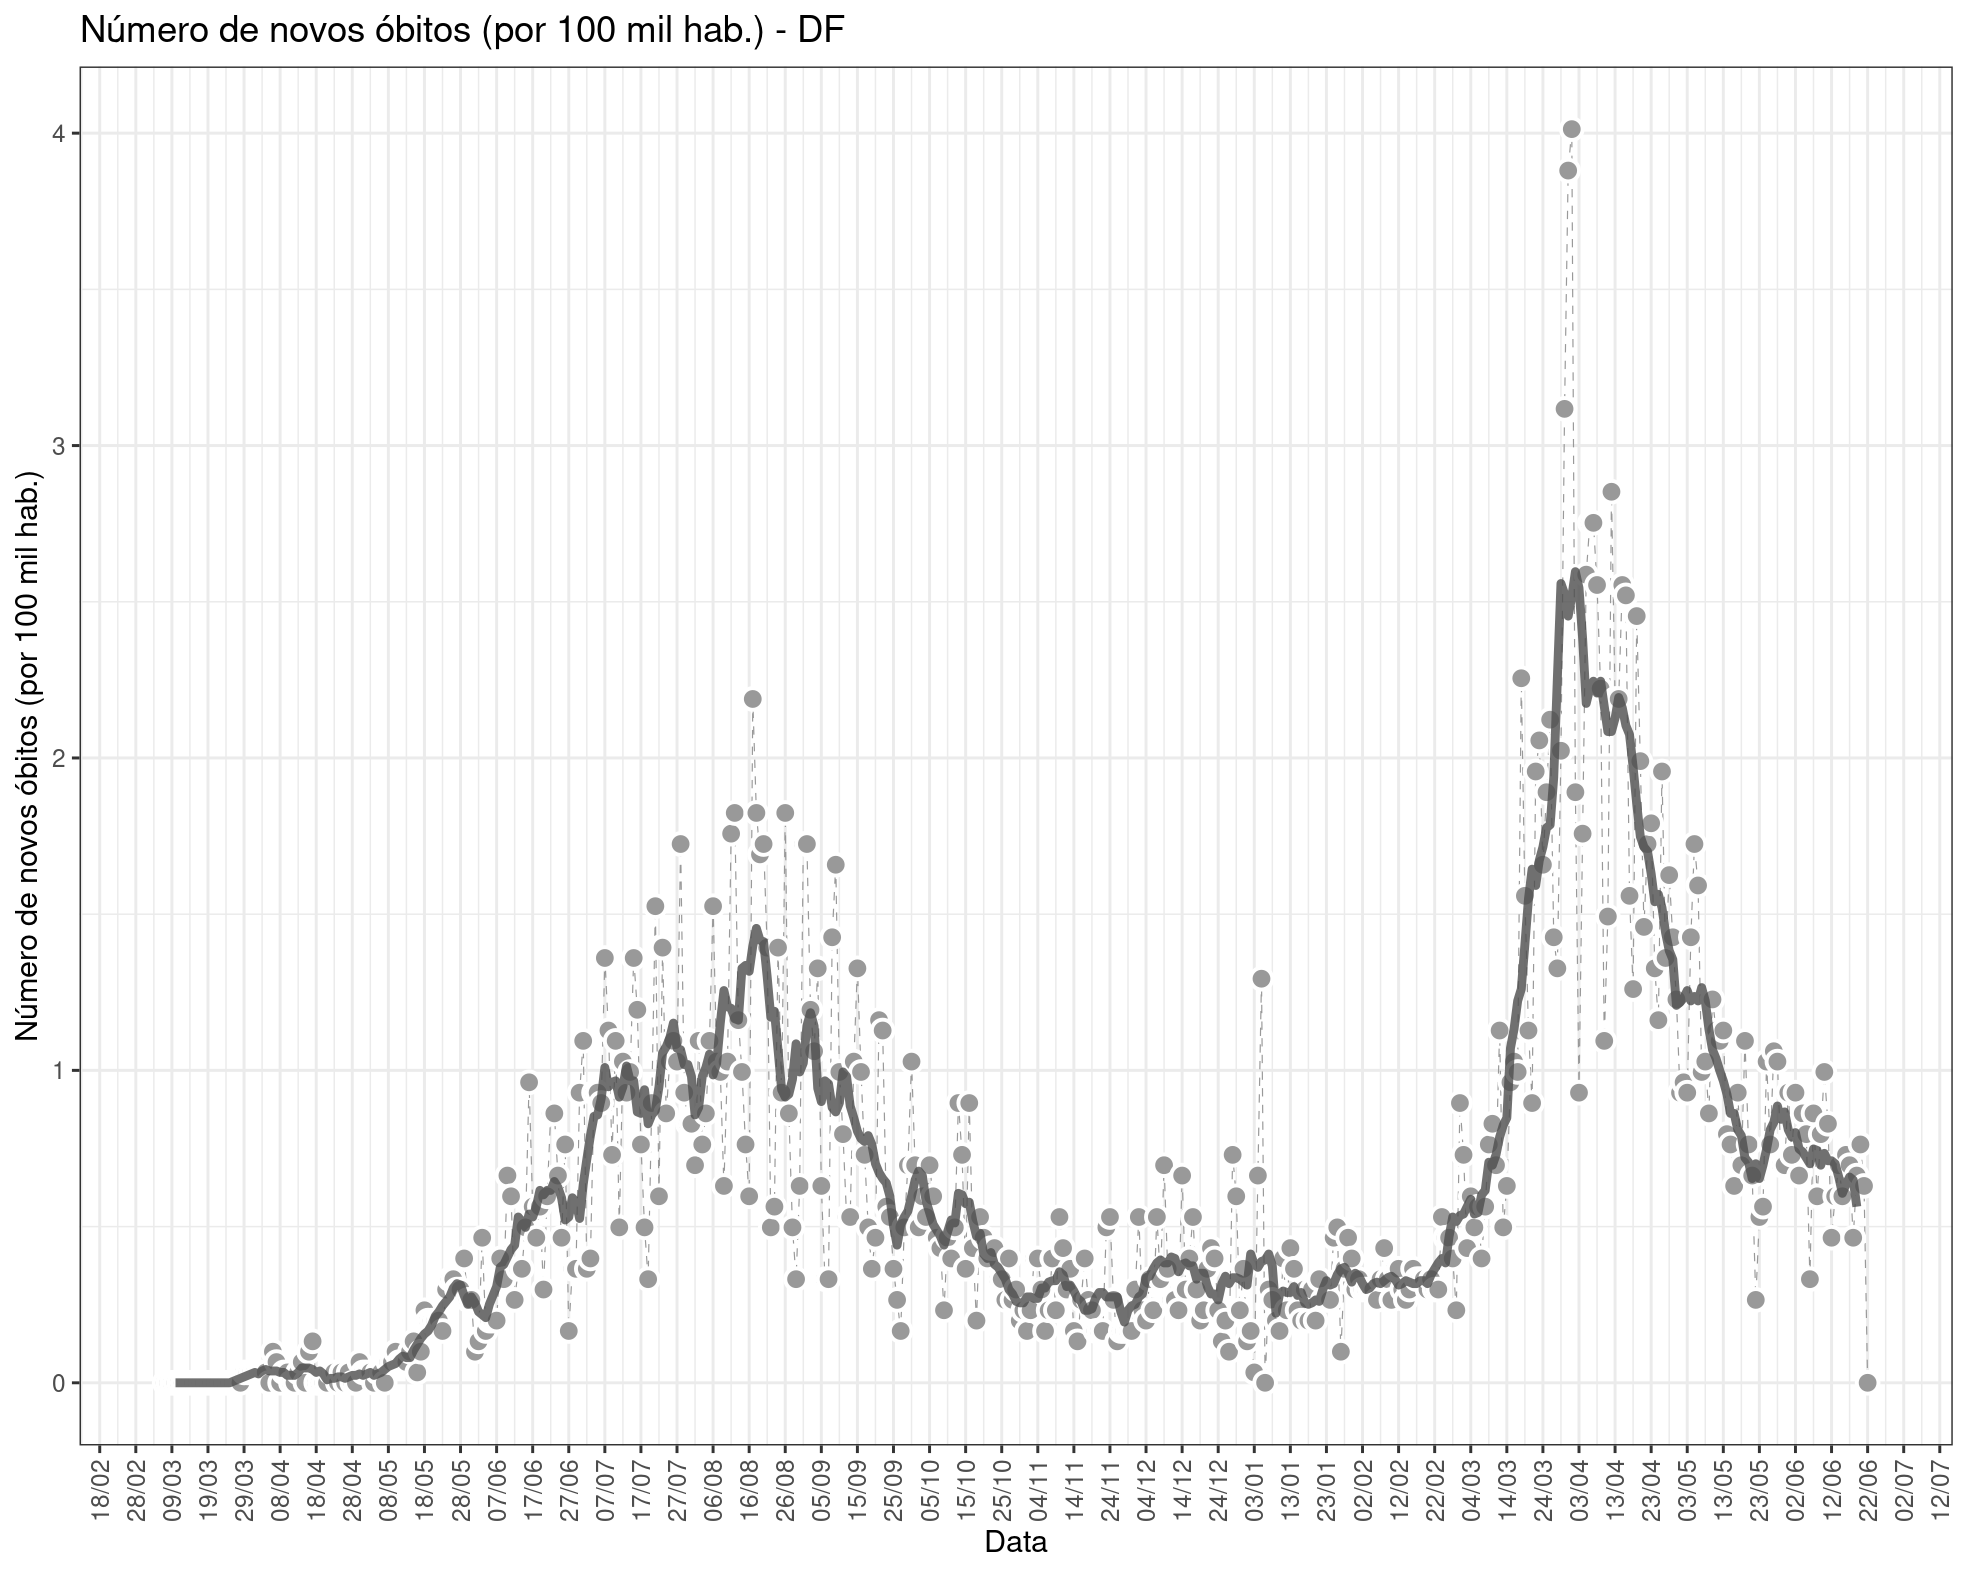 Número de novos óbitos (por 100 mil hab.) - DF
Número de novos óbitos (por 100 mil hab.)
4
3
2
1
0
18/02 28/02 09/03 19/03 29/03 08/04 18/04 28/04 08/05 18/05 28/05 07/06 17/06 27/06 07/07 17/07 27/07 06/08 16/08 26/08 05/09 15/09 25/09 05/10 15/10 25/10 04/11 14/11 24/11 04/12 14/12 24/12 03/01 13/01 23/01 02/02 12/02 22/02 04/03 14/03 24/03 03/04 13/04 23/04 03/05 13/05 23/05 02/06 12/06 22/06 02/07 12/07
Data